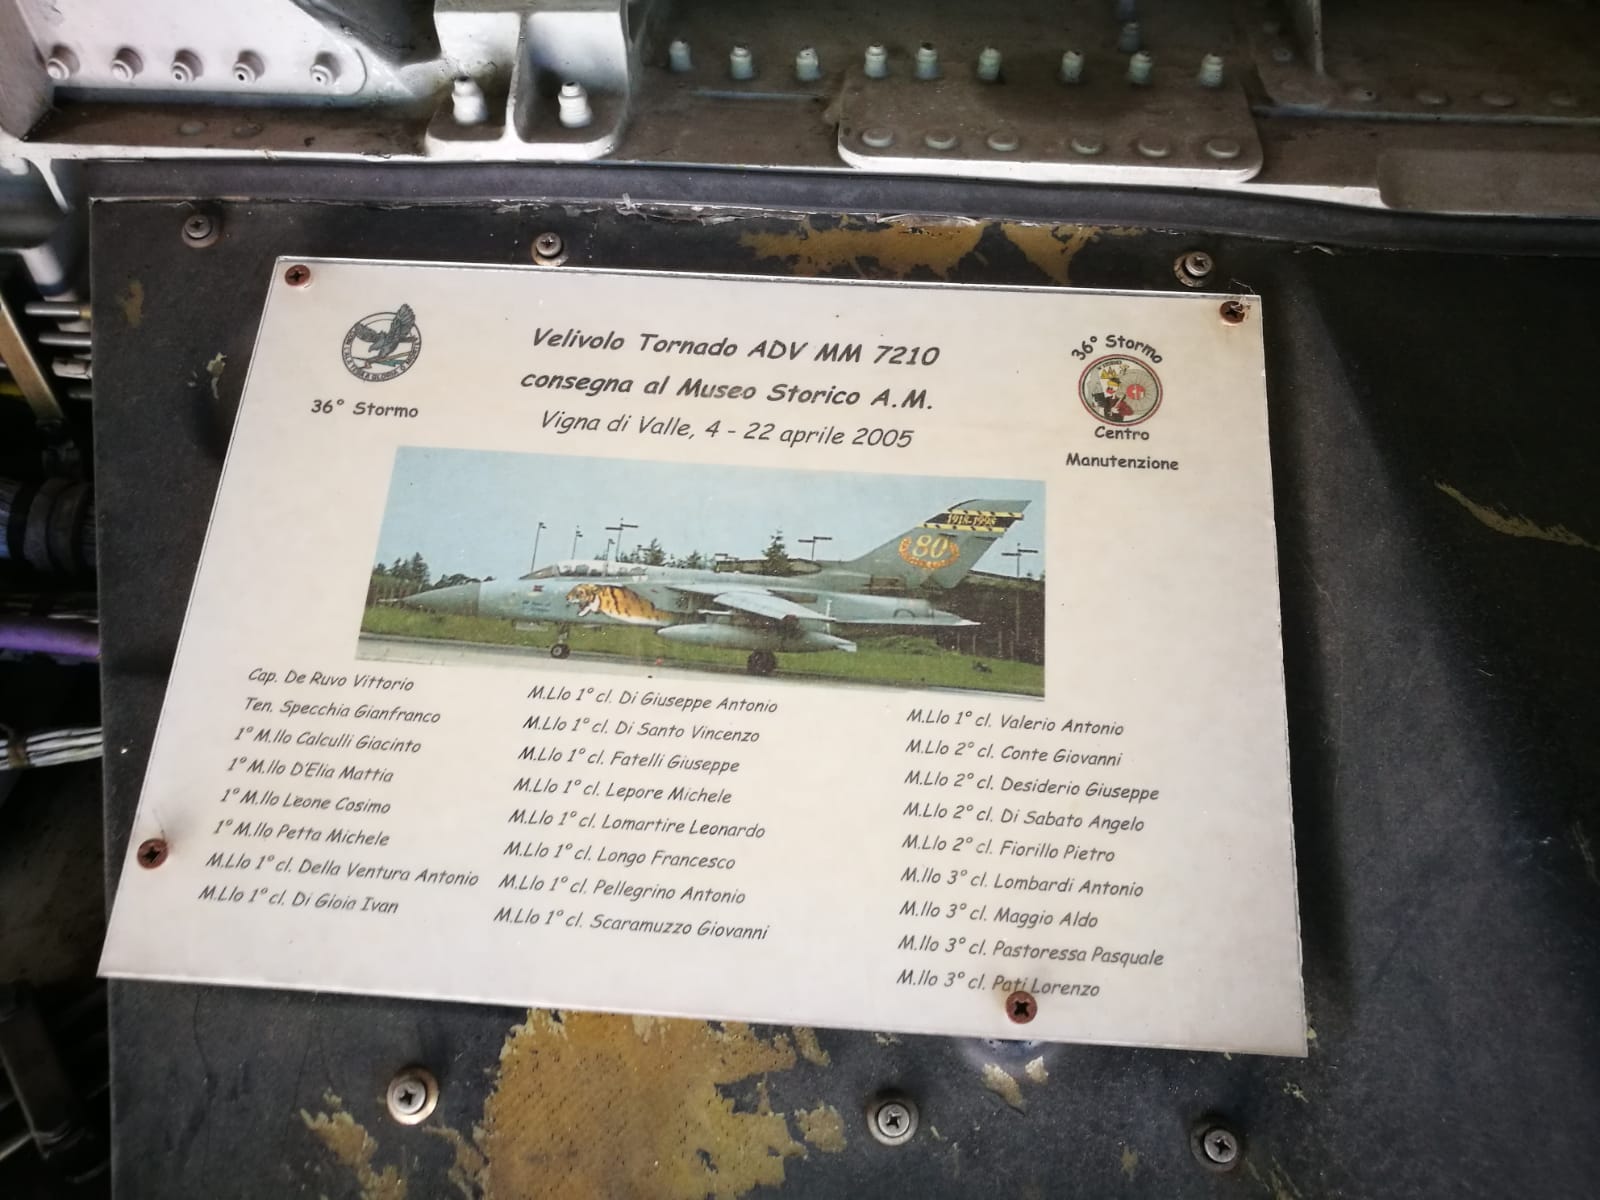 Velivolo Tornado ADV MM 7210
consegna al Museo Storico A.M.
Vigna di Valle, 4 - 22 aprile 2005
36° Stormo
36° Stormo
Centro
Manutenzione
1918-1998
80
Cap. De Ruvo Vittorio
Ten. Specchia Gianfranco
1° M.llo Calculli Giacinto
1° M.llo D'Elia Mattia
1° M.llo Leone Cosimo
1° M.llo Petta Michele
M.Llo 1° cl. Della Ventura Antonio
M.Llo 1° cl. Di Gioia Ivan
M.Llo 1° cl. Di Giuseppe Antonio
M.Llo 1° cl. Di Santo Vincenzo
M.Llo 1° cl. Fatelli Giuseppe
M.Llo 1° cl. Lepore Michele
M.Llo 1° cl. Lomartire Leonardo
M.Llo 1° cl. Longo Francesco
M.Llo 1° cl. Pellegrino Antonio
M.Llo 1° cl. Scaramuzzo Giovanni
M.Llo 1° cl. Valerio Antonio
M.Llo 2° cl. Conte Giovanni
M.Llo 2° cl. Desiderio Giuseppe
M.Llo 2° cl. Di Sabato Angelo
M.Llo 2° cl. Fiorillo Pietro
M.llo 3° cl. Lombardi Antonio
M.llo 3° cl. Maggio Aldo
M.llo 3° cl. Pastoressa Pasquale
M.llo 3° cl. Pati Lorenzo